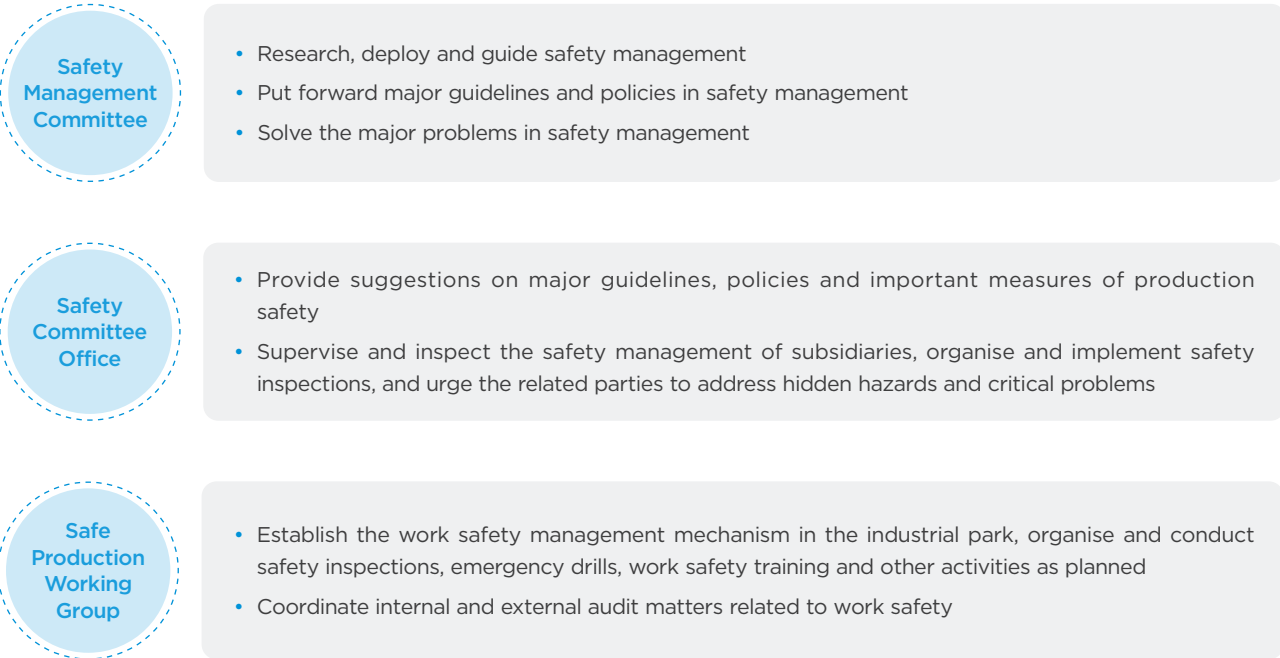 Safety
Management
Committee
• Research, deploy and guide safety management
• Put forward major guidelines and policies in safety management
• Solve the major problems in safety management
Safety
Committee
Office
• Provide suggestions on major guidelines, policies and important measures of production
safety
• Supervise and inspect the safety management of subsidiaries, organise and implement safety
inspections, and urge the related parties to address hidden hazards and critical problems
Safe
Production
Working
Group
• Establish the work safety management mechanism in the industrial park, organise and conduct
safety inspections, emergency drills, work safety training and other activities as planned
• Coordinate internal and external audit matters related to work safety